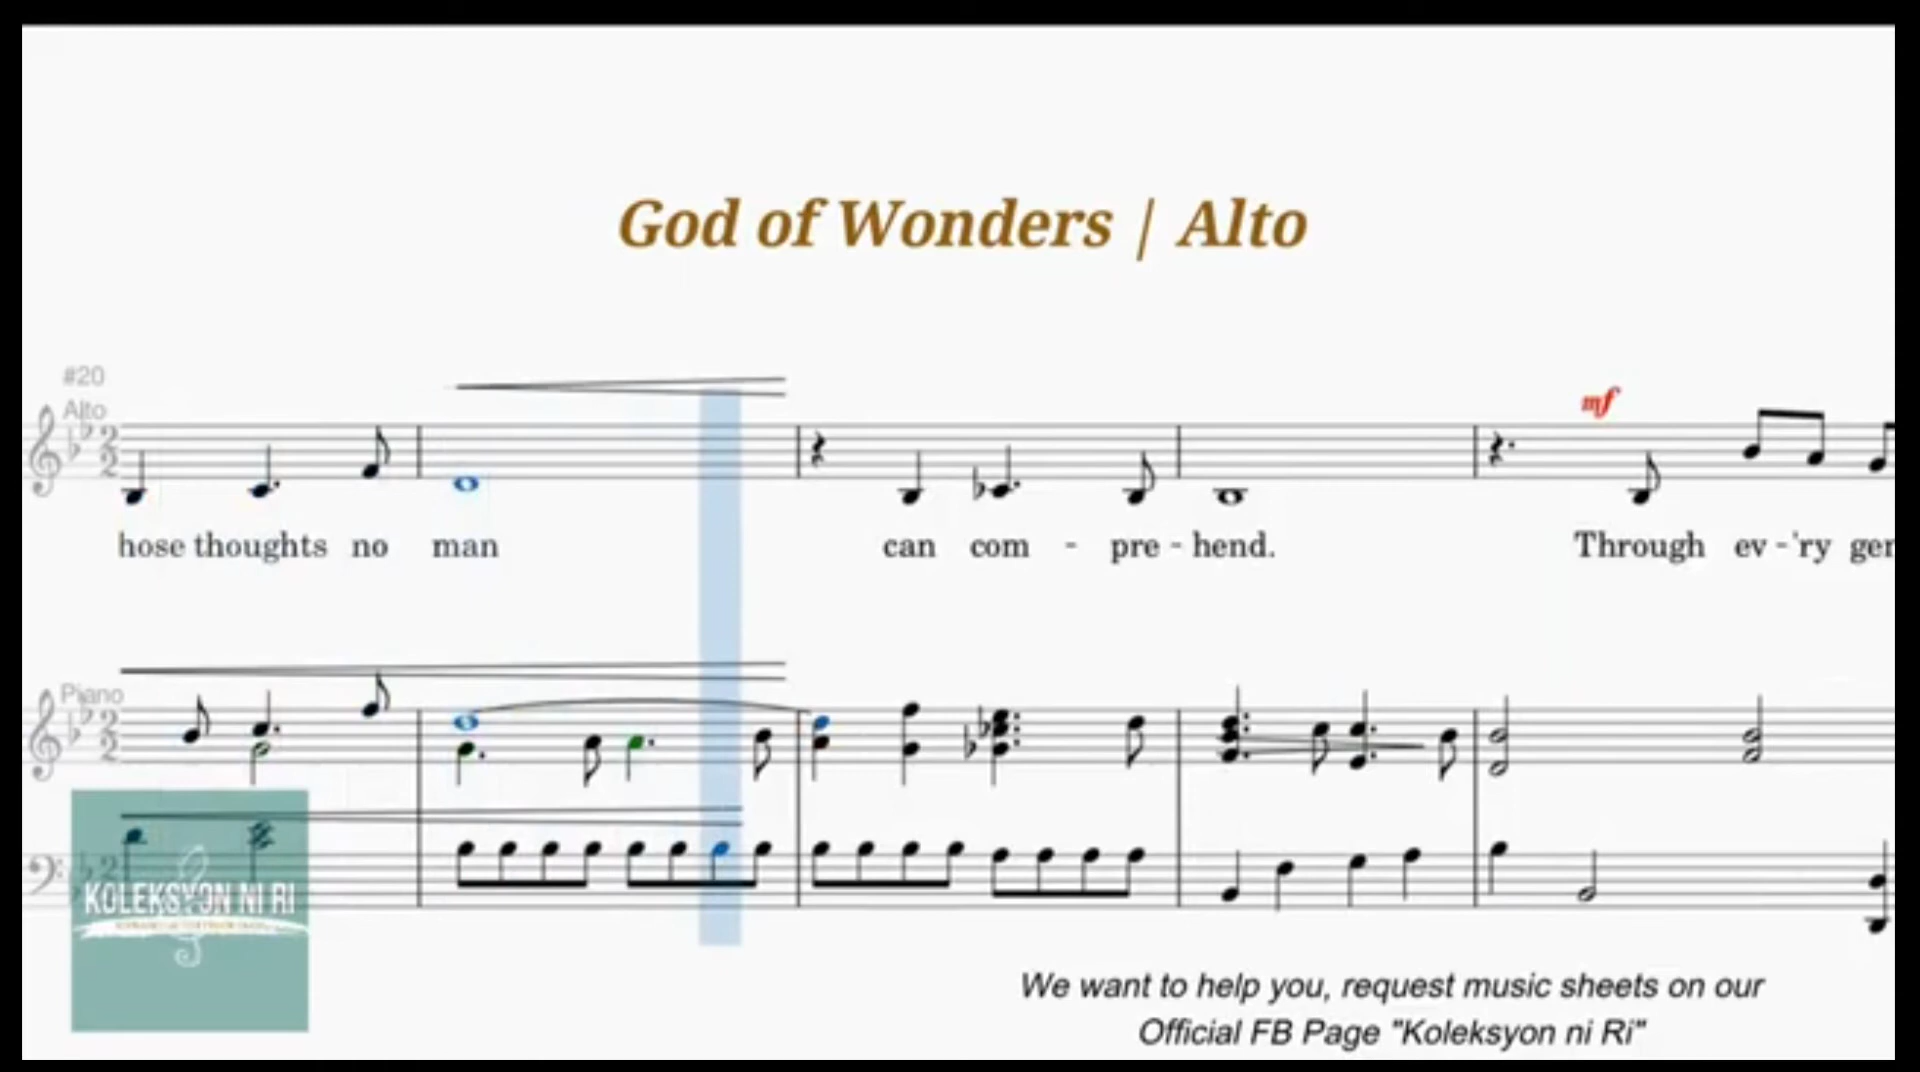 God of Wonders | Alto
#20
Alto
mf
hose thoughts no man can com - pre - hend. Through ev - 'ry gen
Piano
KOLEKSYON NI RI
We want to help you, request music sheets on our
Official FB Page "Koleksyon ni Ri"